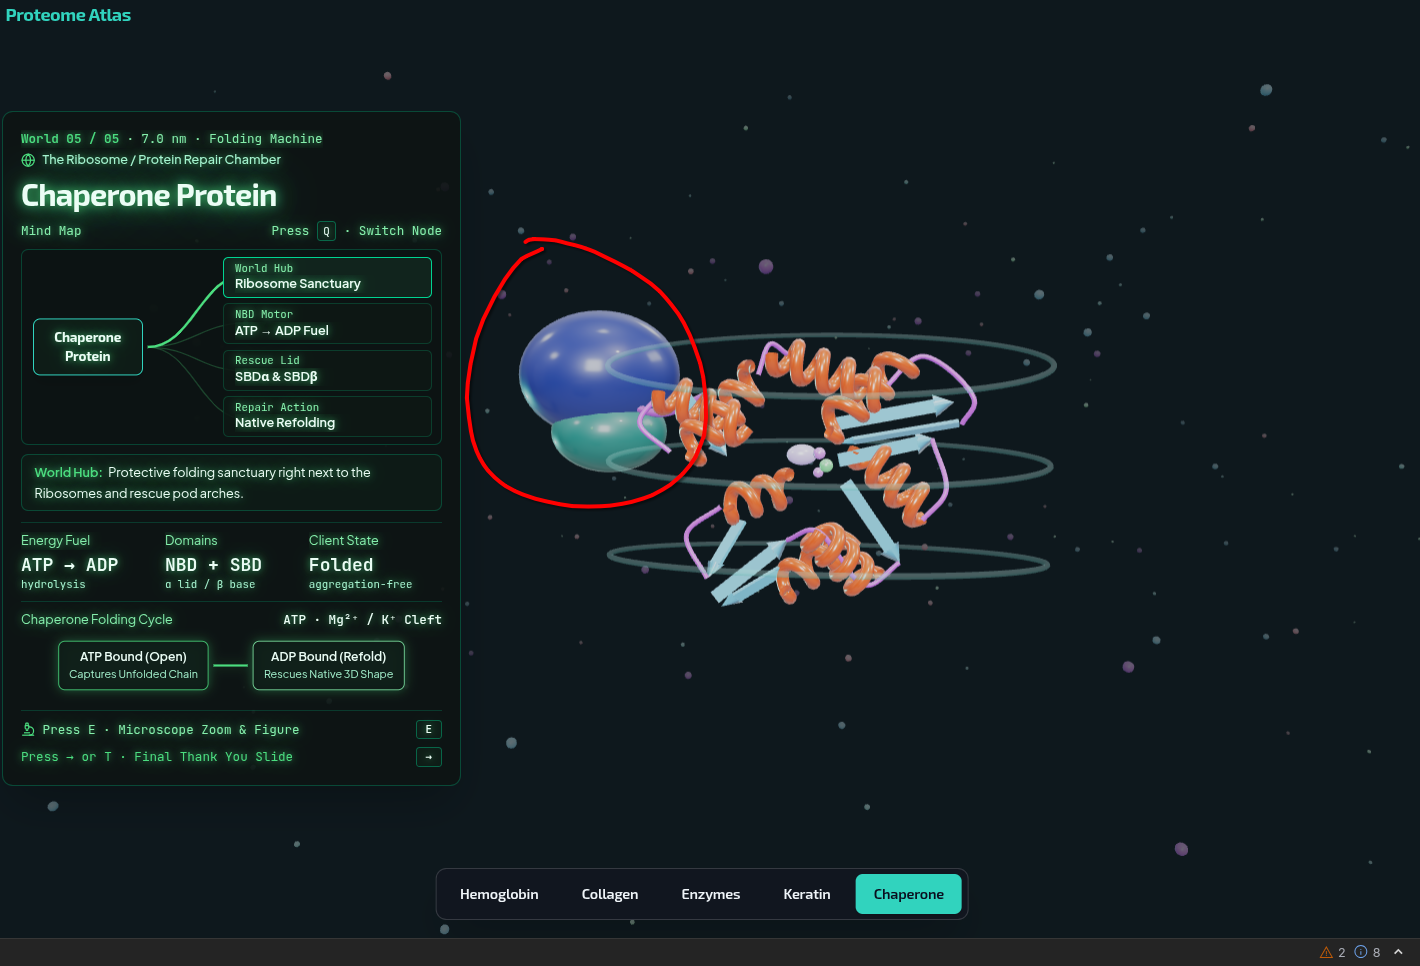 Proteome Atlas
World 05 / 05 · 7.0 nm · Folding Machine
The Ribosome / Protein Repair Chamber
Chaperone Protein
Mind Map
Press Q · Switch Node
Chaperone
Protein
World Hub
Ribosome Sanctuary
NBD Motor
ATP → ADP Fuel
Rescue Lid
SBDα & SBDβ
Repair Action
Native Refolding
World Hub: Protective folding sanctuary right next to the
Ribosomes and rescue pod arches.
Energy Fuel
ATP → ADP
hydrolysis
Domains
NBD + SBD
α lid / β base
Client State
Folded
aggregation-free
Chaperone Folding Cycle
ATP · Mg²⁺ / K⁺ Cleft
ATP Bound (Open)
Captures Unfolded Chain
ADP Bound (Refold)
Rescues Native 3D Shape
Press E · Microscope Zoom & Figure
E
Press → or T · Final Thank You Slide
→
Hemoglobin
Collagen
Enzymes
Keratin
Chaperone
2
8